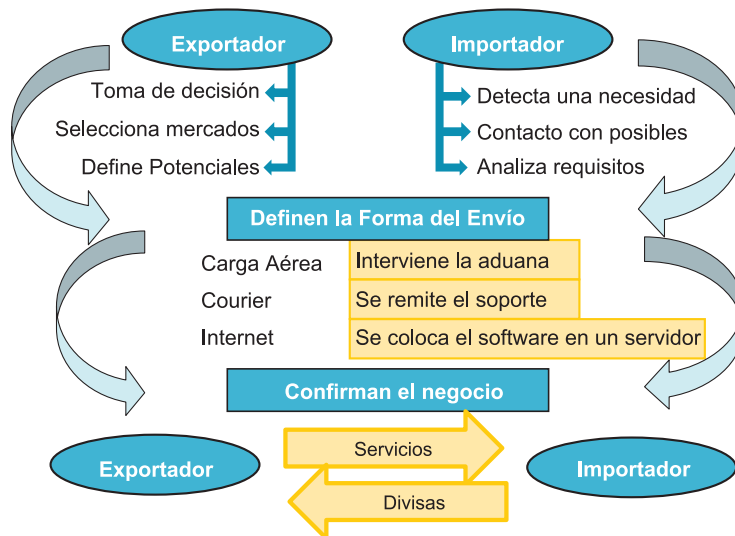 Exportador
Importador
Toma de decisión
Detecta una necesidad
Selecciona mercados
Contacto con posibles
Define Potenciales
Analiza requisitos
Definen la Forma del Envío
Carga Aérea
Interviene la aduana
Courier
Se remite el soporte
Internet
Se coloca el software en un servidor
Confirman el negocio
Exportador
Servicios
Importador
Divisas